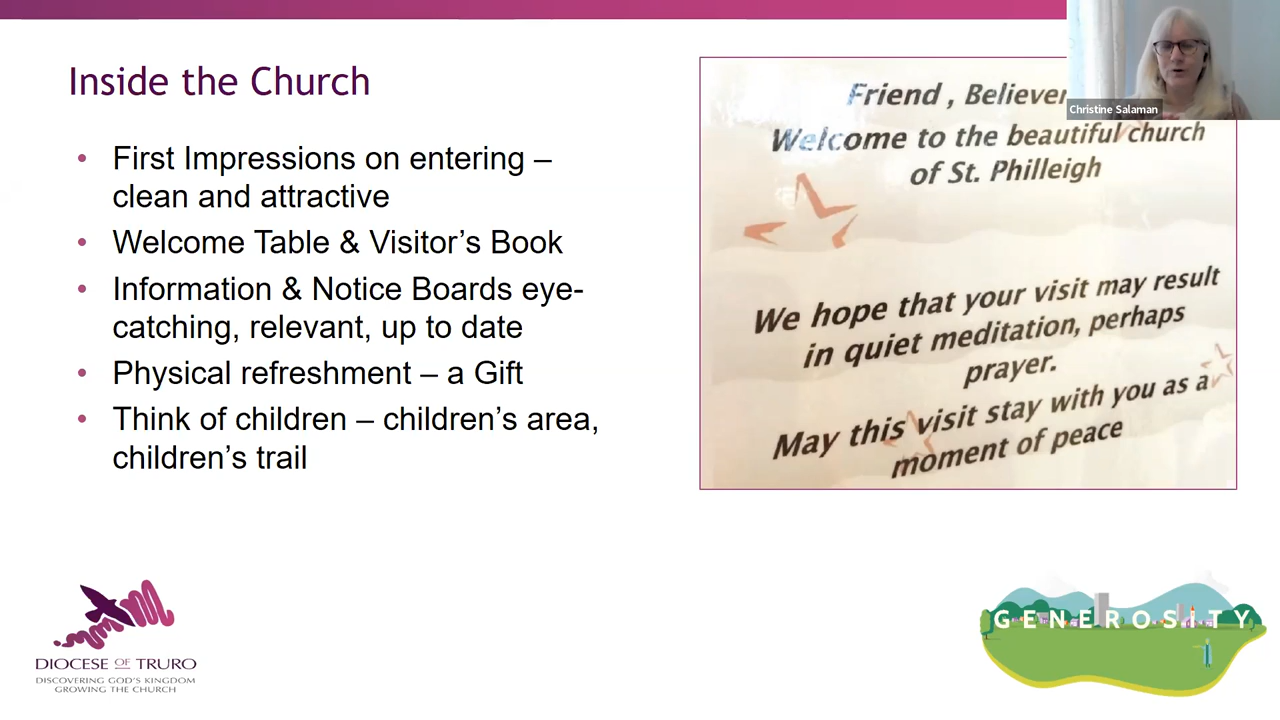 Inside the Church
• First Impressions on entering –
clean and attractive
• Welcome Table & Visitor's Book
• Information & Notice Boards eye-
catching, relevant, up to date
• Physical refreshment – a Gift
• Think of children – children's area,
children's trail
Friend , Believer
Welcome to the beautiful church
of St. Philleigh
We hope that your visit may result
in quiet meditation, perhaps
prayer.
May this visit stay with you as a
moment of peace
Christine Salaman
DIOCESE OF TRURO
DISCOVERING GOD'S KINGDOM
GROWING THE CHURCH
GENEROSITY